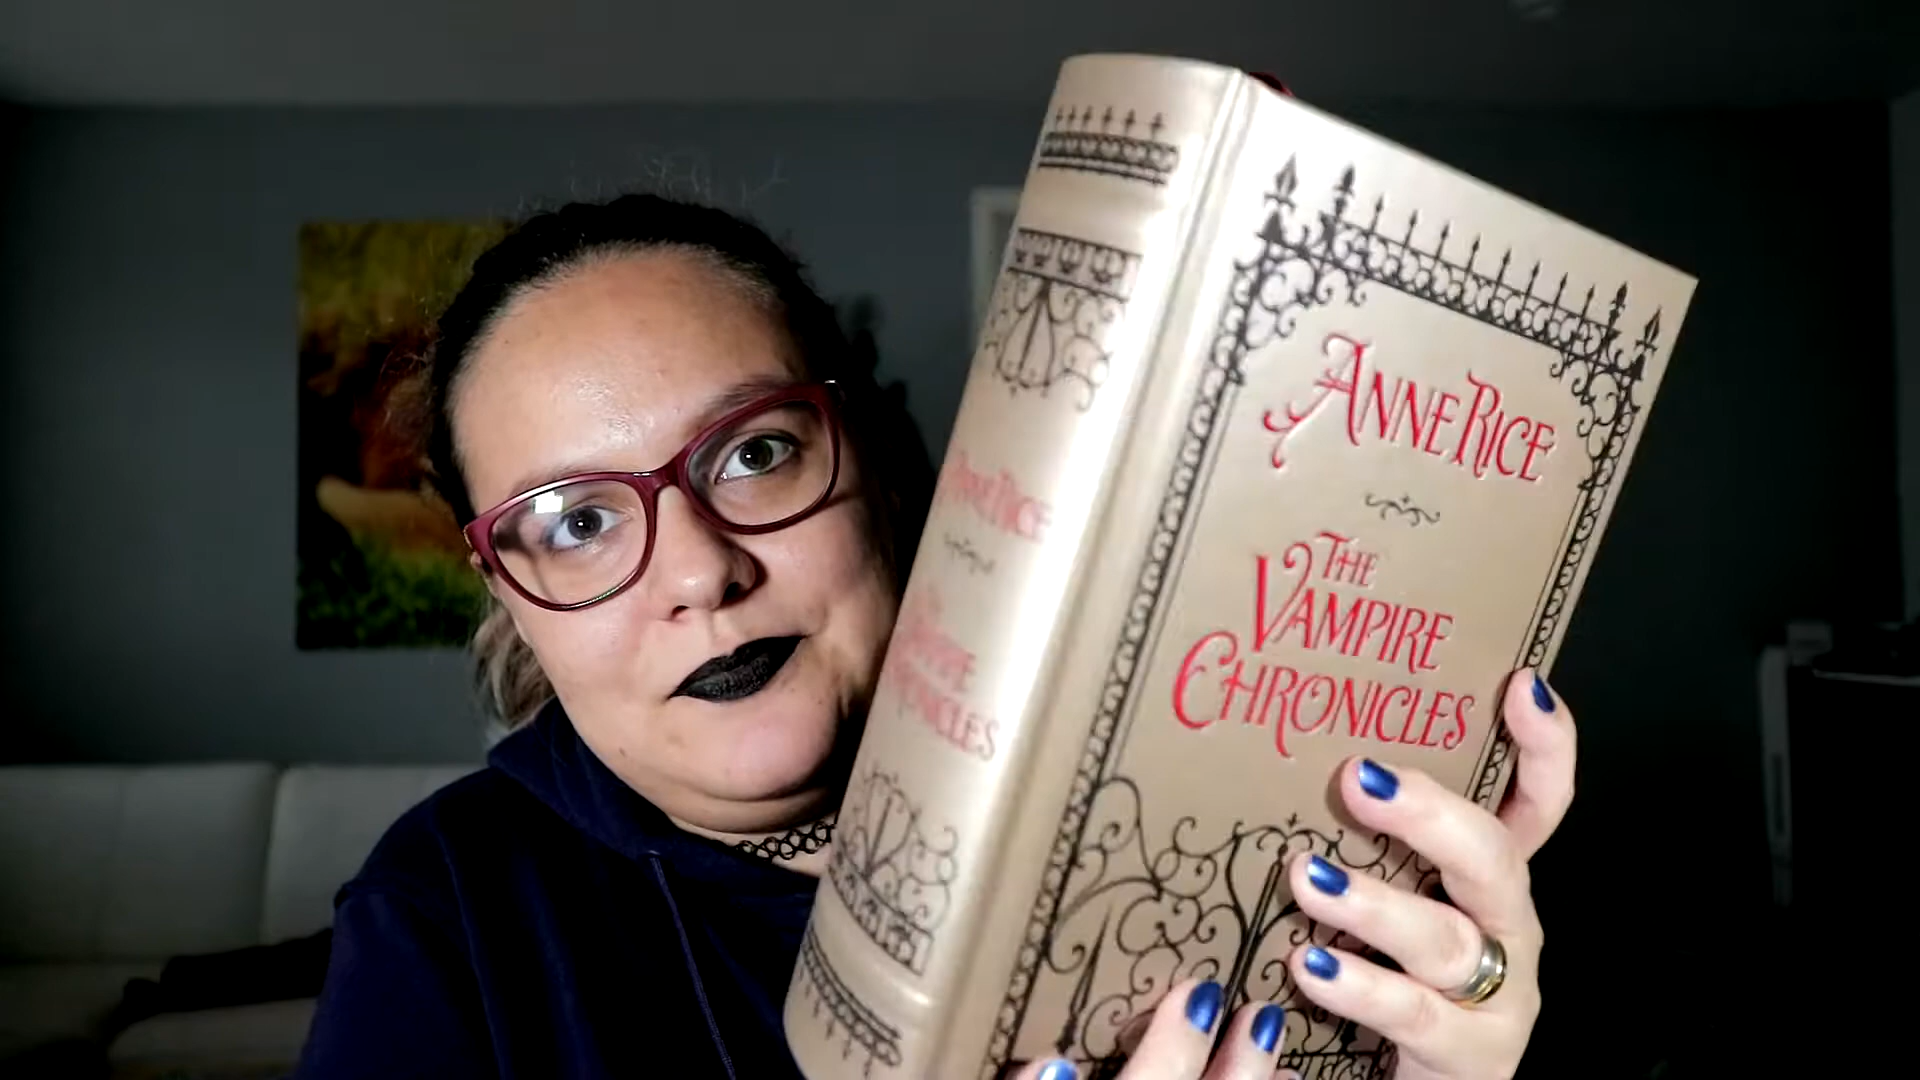 ANNE RICE
THE
VAMPIRE
CHRONICLES
ANNE RICE
THE
VAMPIRE
CHRONICLES